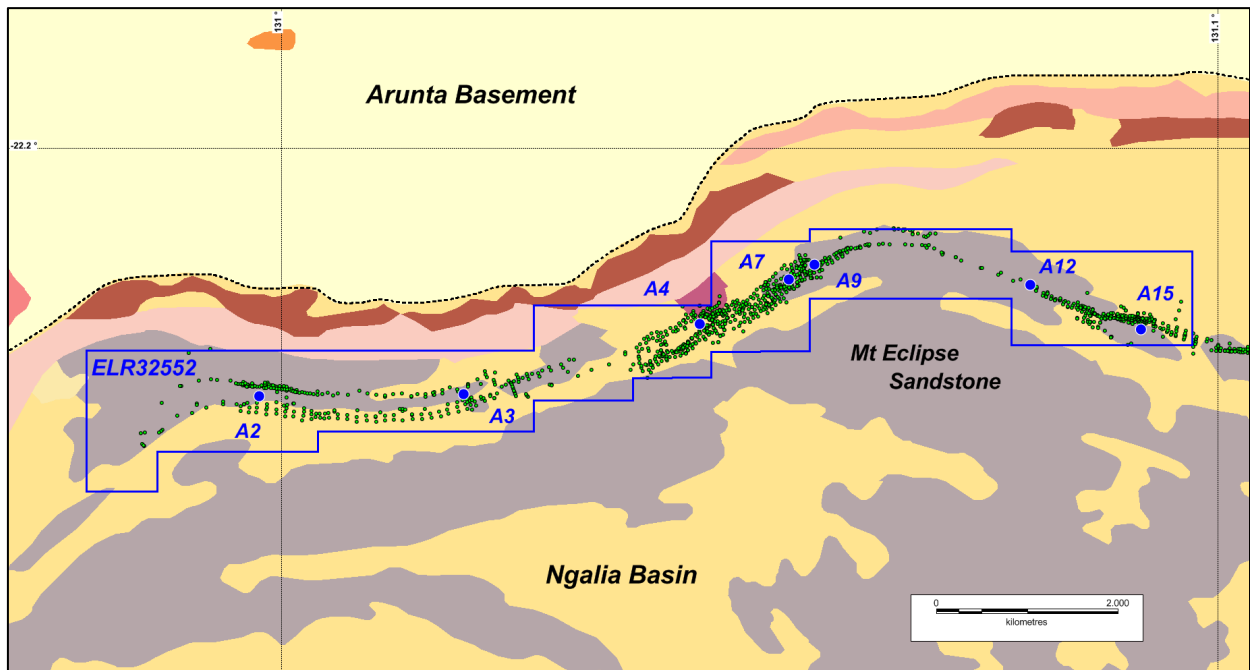 131 °
131.1 °
Arunta Basement
-22.2 °
A7
A4
A9
A12
A15
Mt Eclipse
Sandstone
ELR32552
A2
A3
Ngalia Basin
0
2.000
kilometres